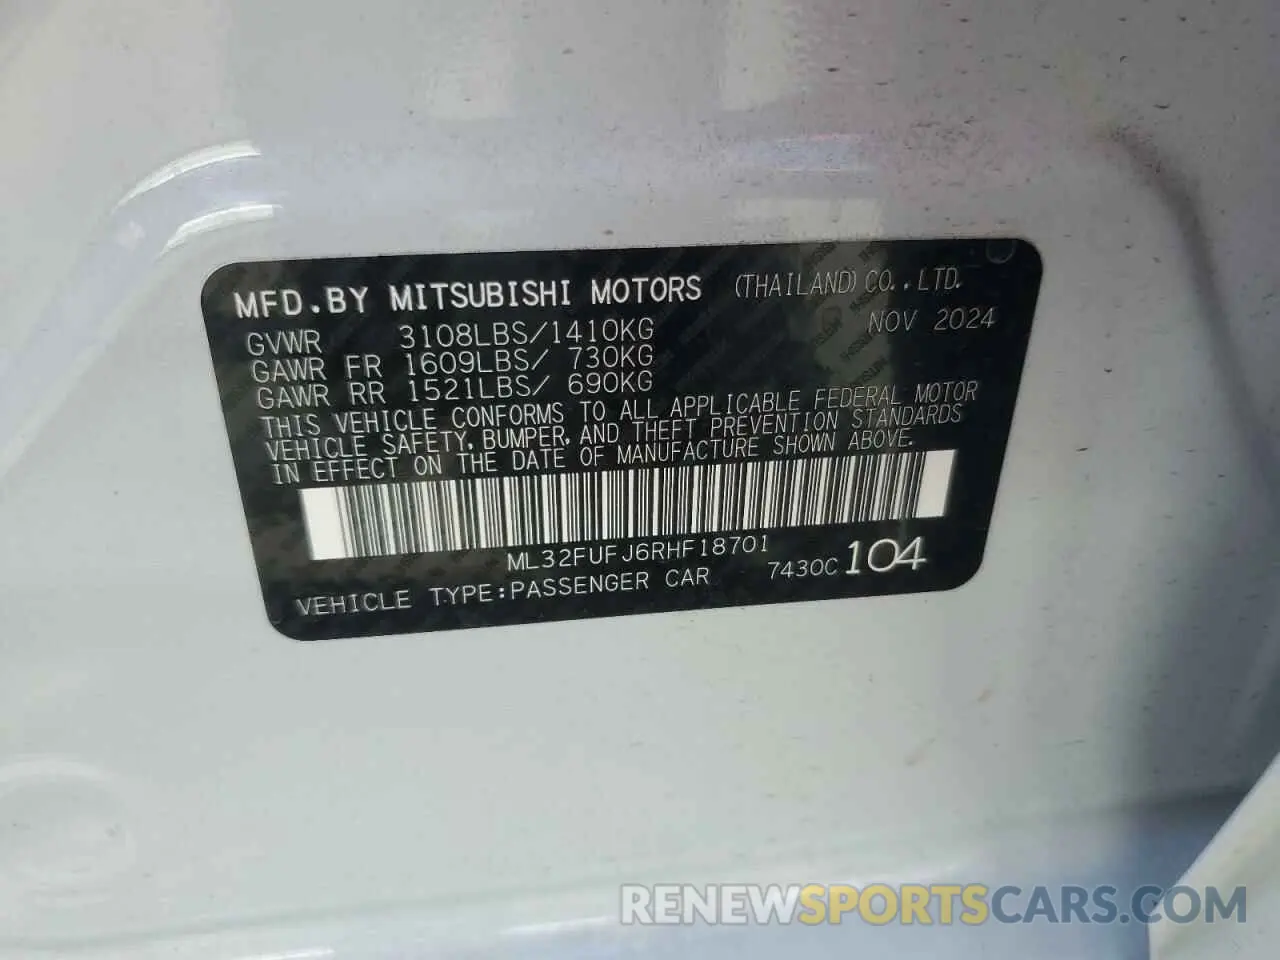 MFD.BY MITSUBISHI MOTORS (THAILAND) CO.,LTD.
GVWR 3108LBS/1410KG NOV 2024
GAWR FR 1609LBS/ 730KG
GAWR RR 1521LBS/ 690KG
THIS VEHICLE CONFORMS TO ALL APPLICABLE FEDERAL MOTOR
VEHICLE SAFETY, BUMPER, AND THEFT PREVENTION STANDARDS
IN EFFECT ON THE DATE OF MANUFACTURE SHOWN ABOVE.
ML32FUFJ6RHF18701
VEHICLE TYPE:PASSENGER CAR 7430C 104
RENEWSPORTSCARS.COM